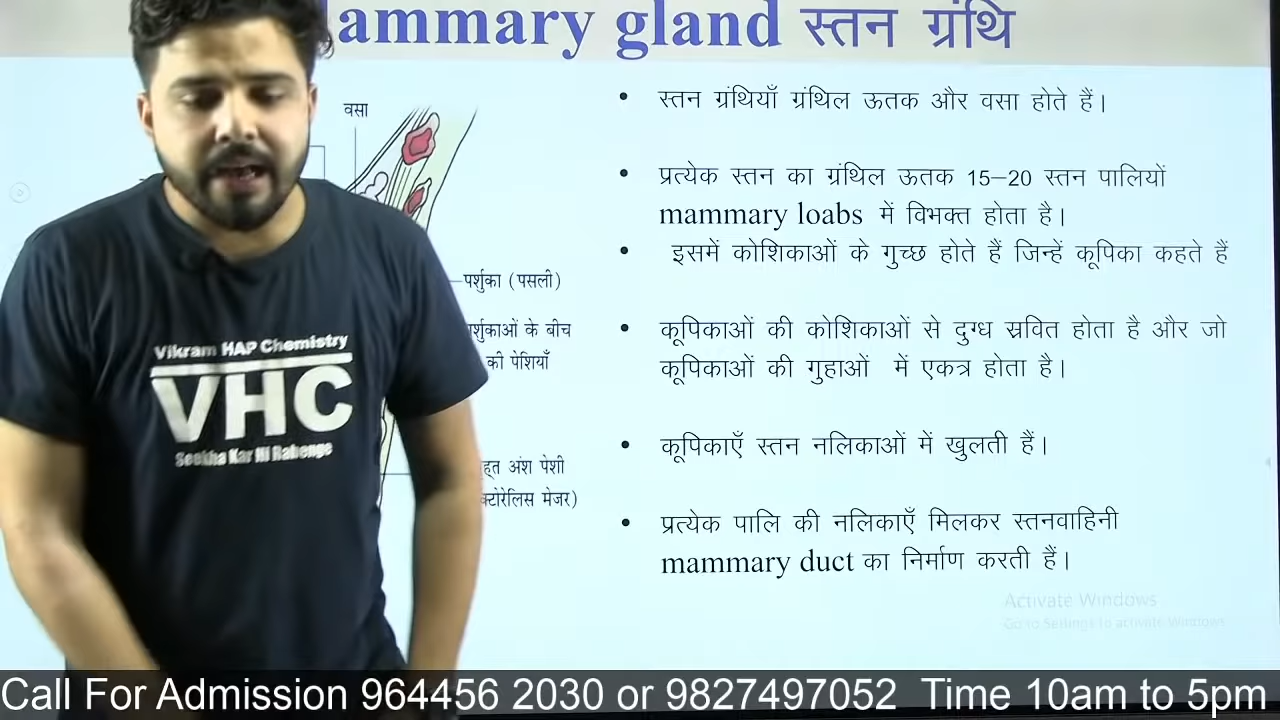 ammary gland स्तन ग्रंथि
वसा
पर्शुका (पसली)
र्शुकाओं के बीच
की पेशियाँ
अंश पेशी
क्टोरेलिस मेजर)
• स्तन ग्रंथियाँ ग्रंथिल ऊतक और वसा होते हैं।
• प्रत्येक स्तन का ग्रंथिल ऊतक 15–20 स्तन पालियों
mammary loabs में विभक्त होता है।
• इसमें कोशिकाओं के गुच्छ होते हैं जिन्हें कूपिका कहते हैं
• कूपिकाओं की कोशिकाओं से दुग्ध स्रवित होता है और जो
कूपिकाओं की गुहाओं में एकत्र होता है।
• कूपिकाएँ स्तन नलिकाओं में खुलती हैं।
• प्रत्येक पालि की नलिकाएँ मिलकर स्तनवाहिनी
mammary duct का निर्माण करती हैं।
Vikram HAP Chemistry
VHC
Seekha Kar Hi Rahenge
Activate Windows
Go to Settings to activate Windows
Call For Admission 964456 2030 or 9827497052 Time 10am to 5pm